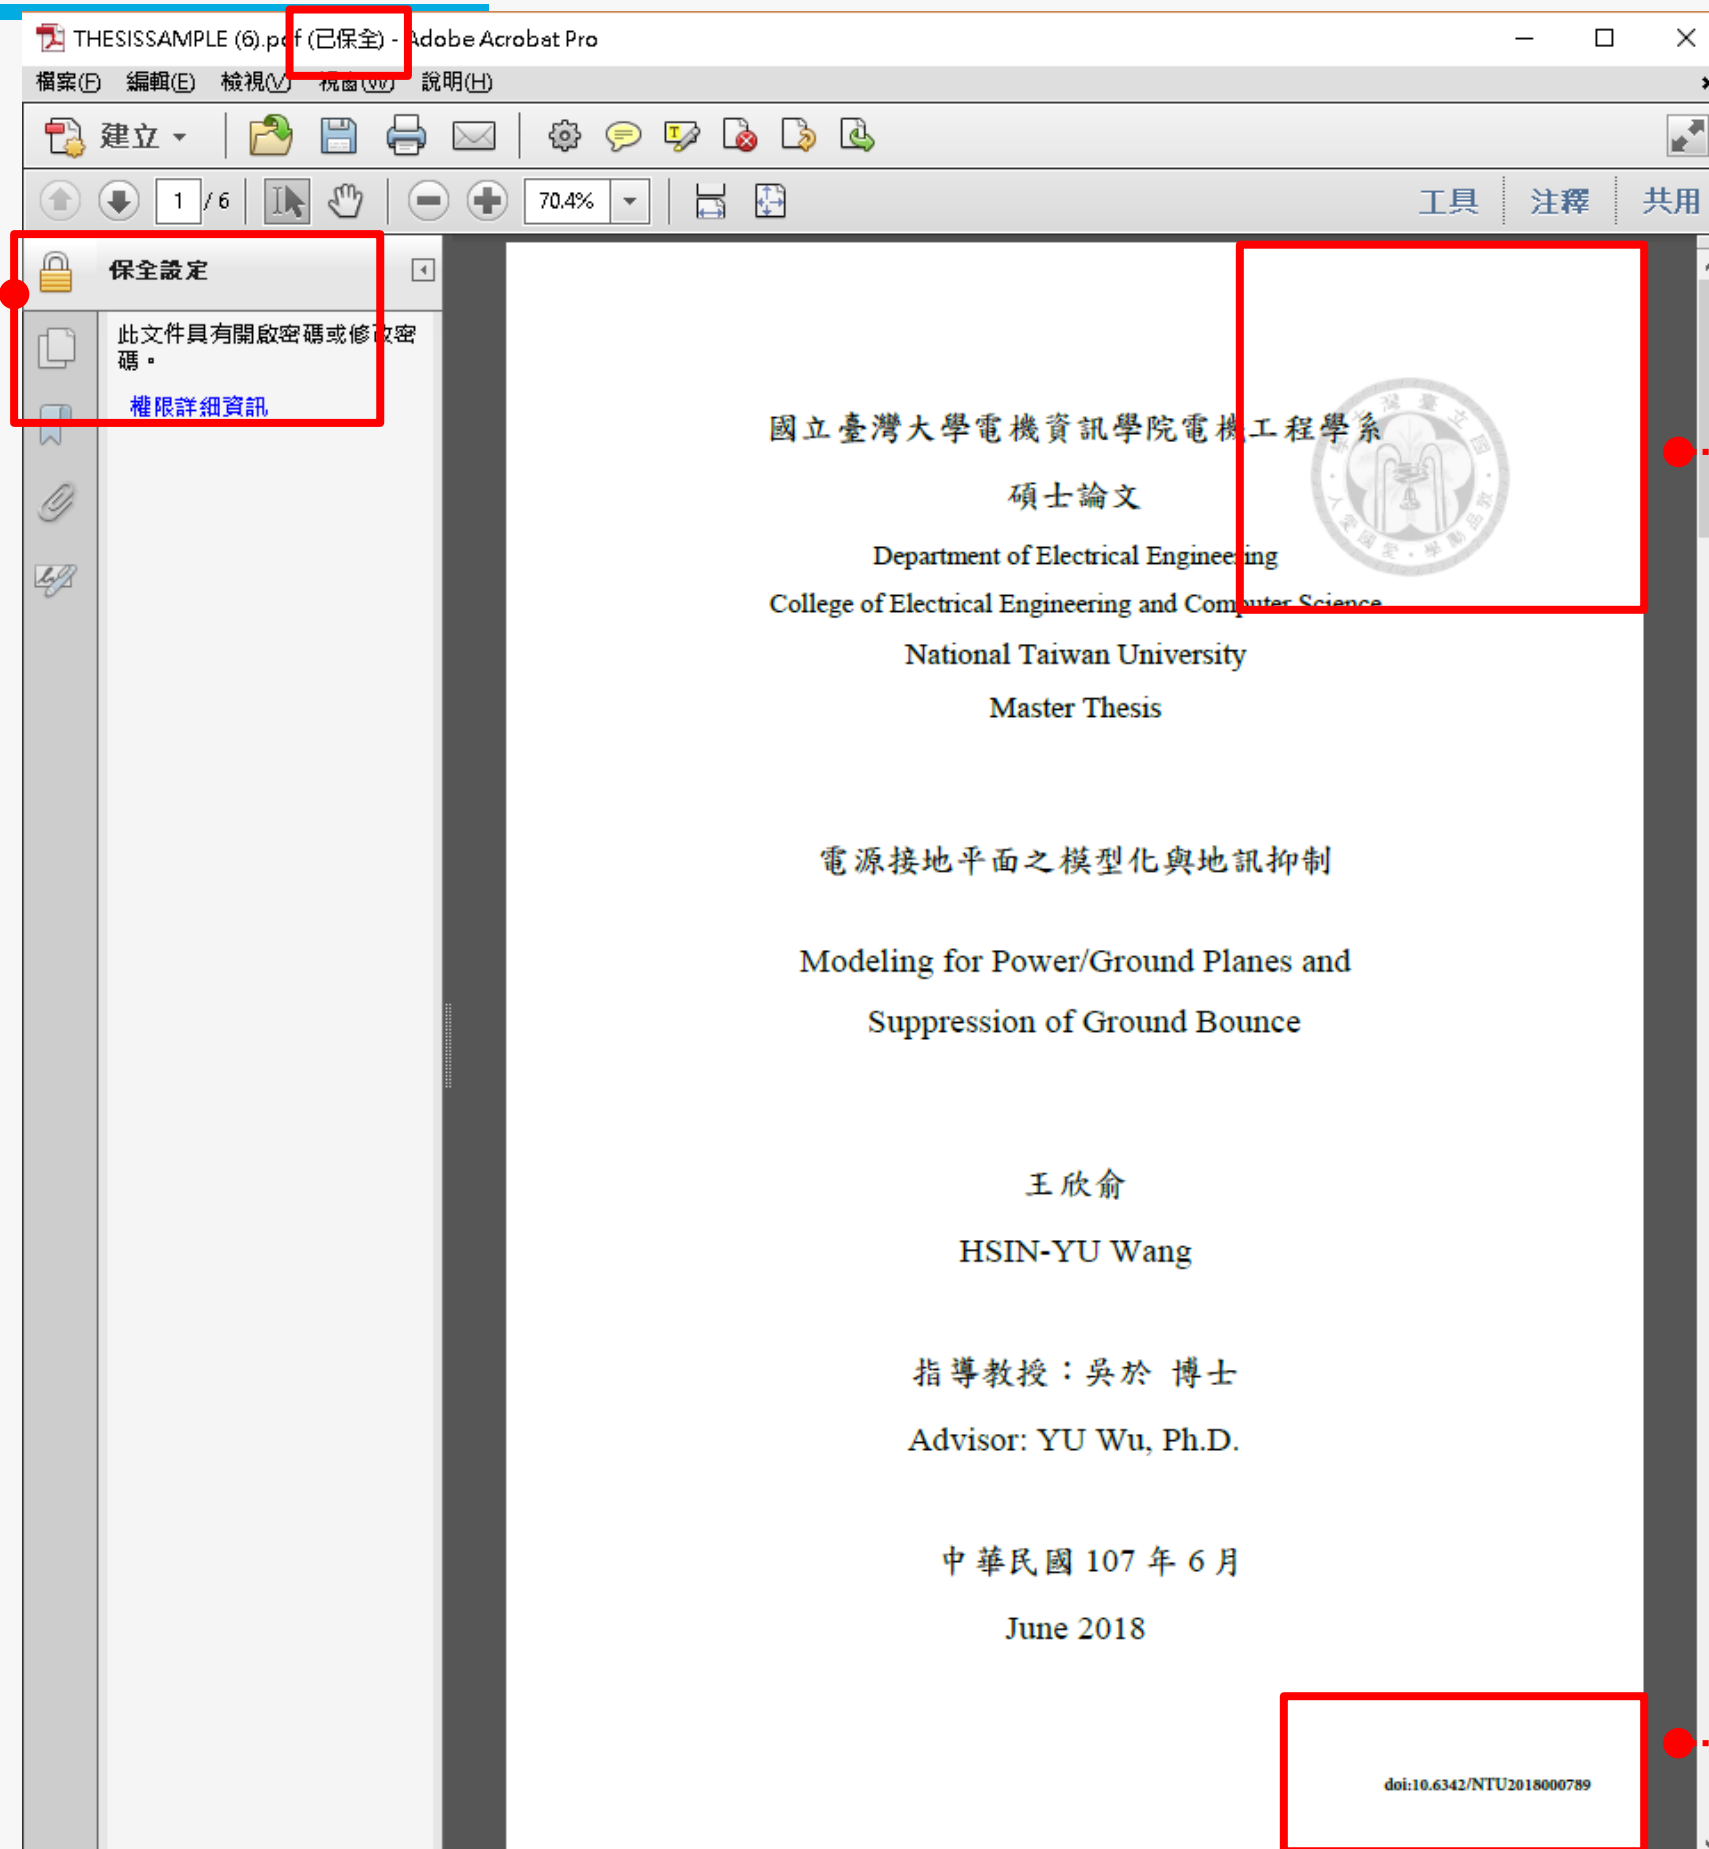 THESISSAMPLE (6).pdf (已保全) - Adobe Acrobat Pro
檔案(F) 編輯(E) 檢視(V) 視窗(W) 說明(H)
建立
1 / 6 70.4% 工具 注釋 共用
保全設定
此文件具有開啟密碼或修改密
碼。
權限詳細資訊
國立臺灣大學電機資訊學院電機工程學系
碩士論文
Department of Electrical Engineering
College of Electrical Engineering and Computer Science
National Taiwan University
Master Thesis
電源接地平面之模型化與地訊抑制
Modeling for Power/Ground Planes and
Suppression of Ground Bounce
王欣俞
HSIN-YU Wang
指導教授：吳於 博士
Advisor: YU Wu, Ph.D.
中華民國 107 年 6 月
June 2018
doi:10.6342/NTU2018000789